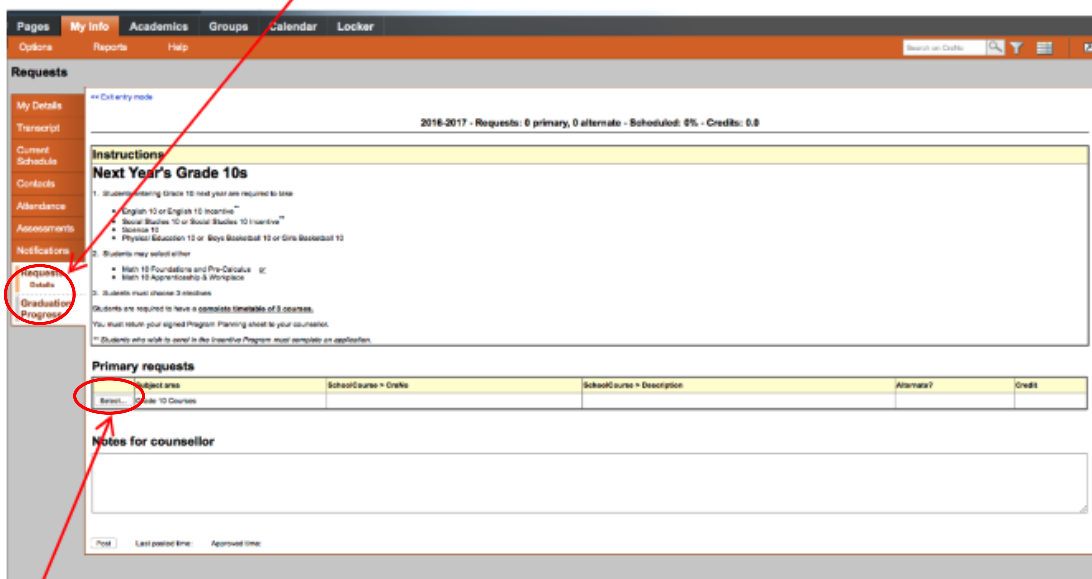 Pages My Info Academics Groups Calendar Locker
Options Reports Help Search on CrsNo
Requests
My Details
Transcript
Current Schedule
Contacts
Attendance
Assessments
Notifications
Requests
Details
Graduation Progress
<< Exit entry mode
2016-2017 - Requests: 0 primary, 0 alternate - Scheduled: 0% - Credits: 0.0
Instructions
Next Year's Grade 10s
1. Students entering Grade 10 next year are required to take
English 10 or English 10 Incentive**
Social Studies 10 or Social Studies 10 Incentive**
Science 10
Physical Education 10 or Boys Basketball 10 or Girls Basketball 10
2. Students may select either
Math 10 Foundations and Pre-Calculus or
Math 10 Apprenticeship & Workplace
3. Students must choose 3 electives
Students are required to have a complete timetable of 8 courses.
You must return your signed Program Planning sheet to your counsellor.
** Students who wish to enrol in the Incentive Program must complete an application.
Primary requests
Subject area SchoolCourse > CrsNo SchoolCourse > Description Alternate? Credit
Select... Grade 10 Courses
Notes for counsellor
Post Last posted time: Approved time: